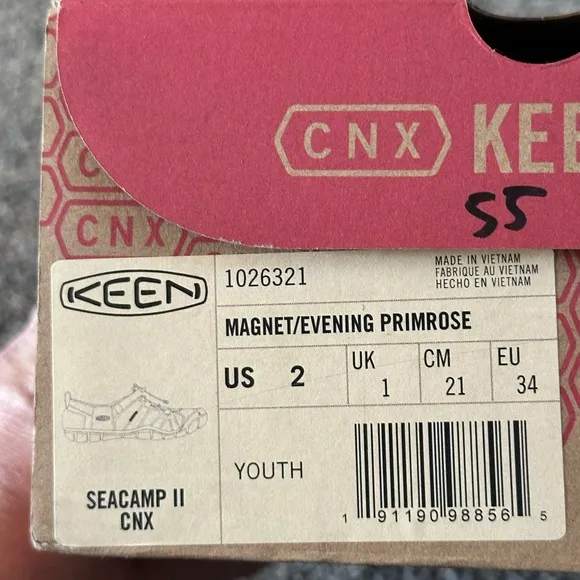 CNX KEE
55
C
CNX
KEEN
1026321
MADE IN VIETNAM
FABRIQUE AU VIETNAM
HECHO EN VIETNAM
MAGNET/EVENING PRIMROSE
US 2
UK 1
CM 21
EU 34
YOUTH
SEACAMP II
CNX
1 91190 98856 5